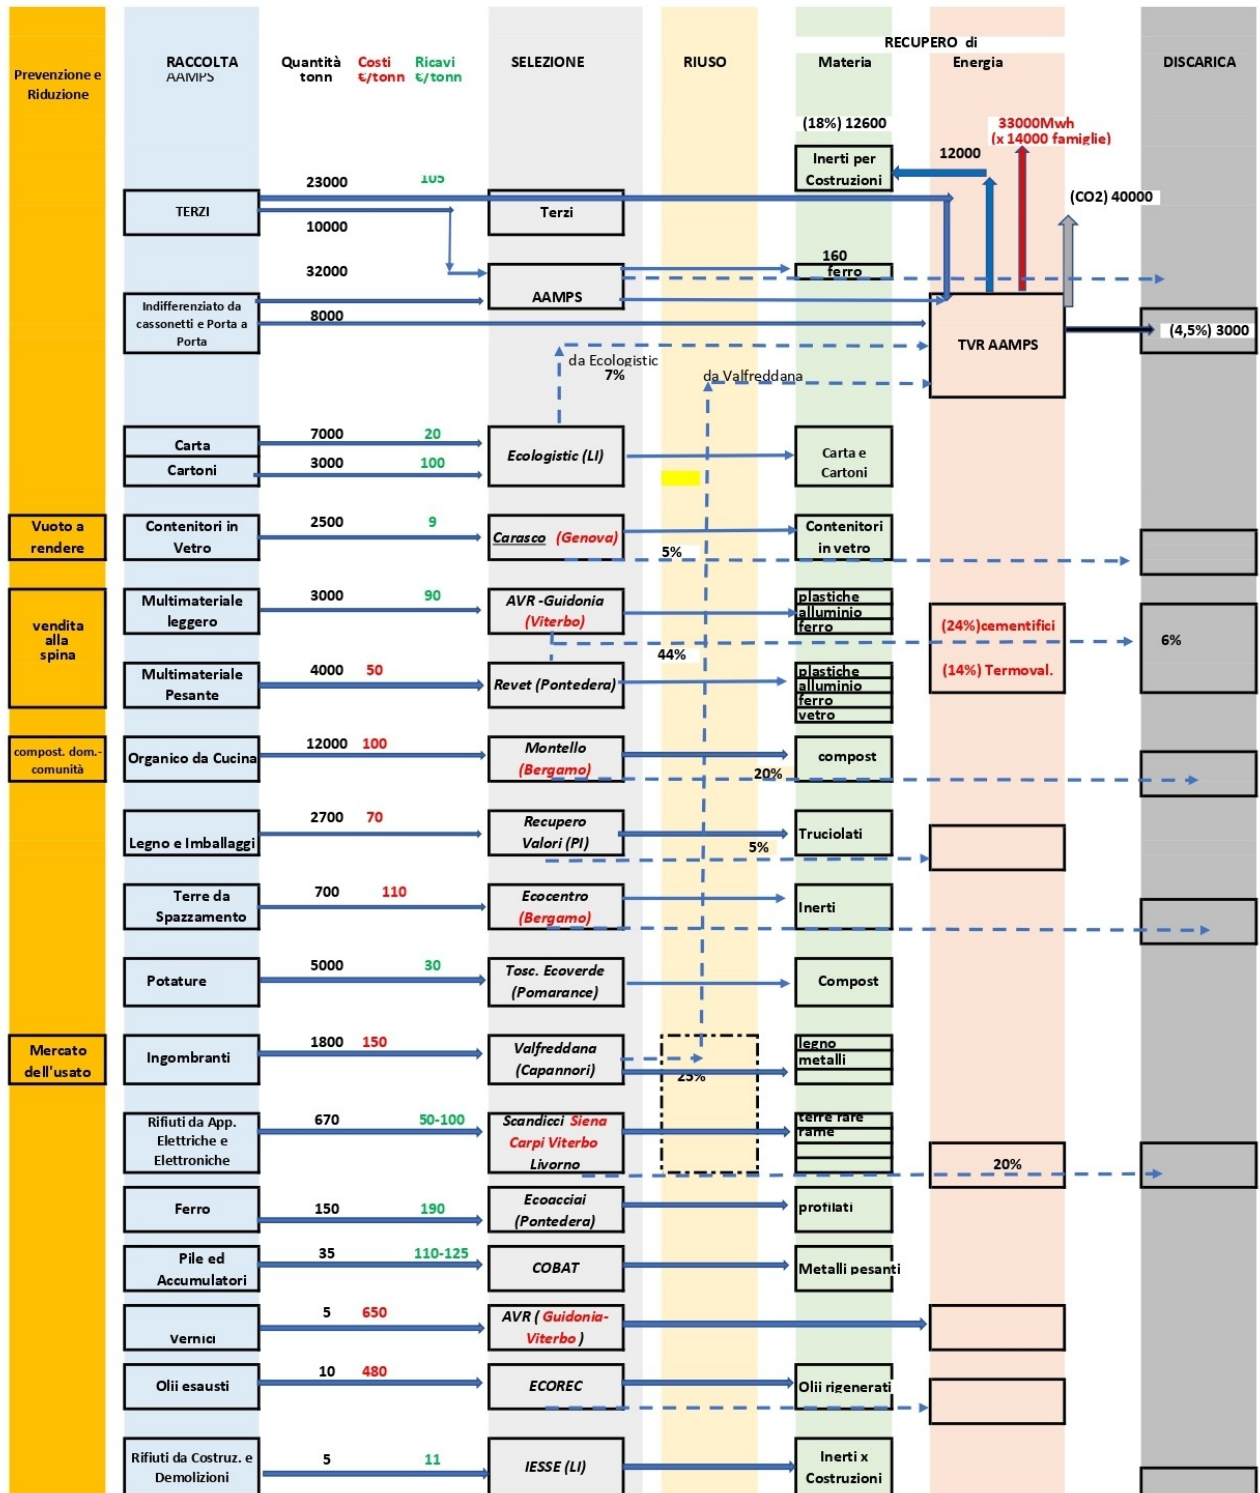 RECUPERO di
Prevenzione e
Riduzione
RACCOLTA
AAMPS
Quantità
tonn
Costi
€/tonn
Ricavi
€/tonn
SELEZIONE
RIUSO
Materia
Energia
DISCARICA
(18%) 12600
33000Mwh
(x 14000 famiglie)
12000
Inerti per
Costruzioni
(CO2) 40000
23000
105
TERZI
10000
Terzi
32000
160
ferro
AAMPS
Indifferenziato da
cassonetti e Porta a
Porta
8000
TVR AAMPS
(4,5%) 3000
da Ecologistic
7%
da Valfreddana
Carta
7000
20
Cartoni
3000
100
Ecologistic (LI)
Carta e
Cartoni
Vuoto a
rendere
Contenitori in
Vetro
2500
9
Carasco (Genova)
5%
Contenitori
in vetro
vendita
alla
spina
Multimateriale
leggero
3000
90
AVR -Guidonia
(Viterbo)
plastiche
alluminio
ferro
(24%)cementifici
(14%) Termoval.
6%
44%
Multimateriale
Pesante
4000
50
Revet (Pontedera)
plastiche
alluminio
ferro
vetro
compost. dom.-
comunità
Organico da Cucina
12000
100
Montello
(Bergamo)
20%
compost
Legno e Imballaggi
2700
70
Recupero
Valori (PI)
5%
Truciolati
Terre da
Spazzamento
700
110
Ecocentro
(Bergamo)
Inerti
Potature
5000
30
Tosc. Ecoverde
(Pomarance)
Compost
Mercato
dell'usato
Ingombranti
1800
150
Valfreddana
(Capannori)
25%
legno
metalli
Rifiuti da App.
Elettriche e
Elettroniche
670
50-100
Scandicci Siena
Carpi Viterbo
Livorno
terre rare
rame
20%
Ferro
150
190
Ecoacciai
(Pontedera)
profilati
Pile ed
Accumulatori
35
110-125
COBAT
Metalli pesanti
Vernici
5
650
AVR ( Guidonia-
Viterbo )
Olii esausti
10
480
ECOREC
Olii rigenerati
Rifiuti da Costruz. e
Demolizioni
5
11
IESSE (LI)
Inerti x
Costruzioni